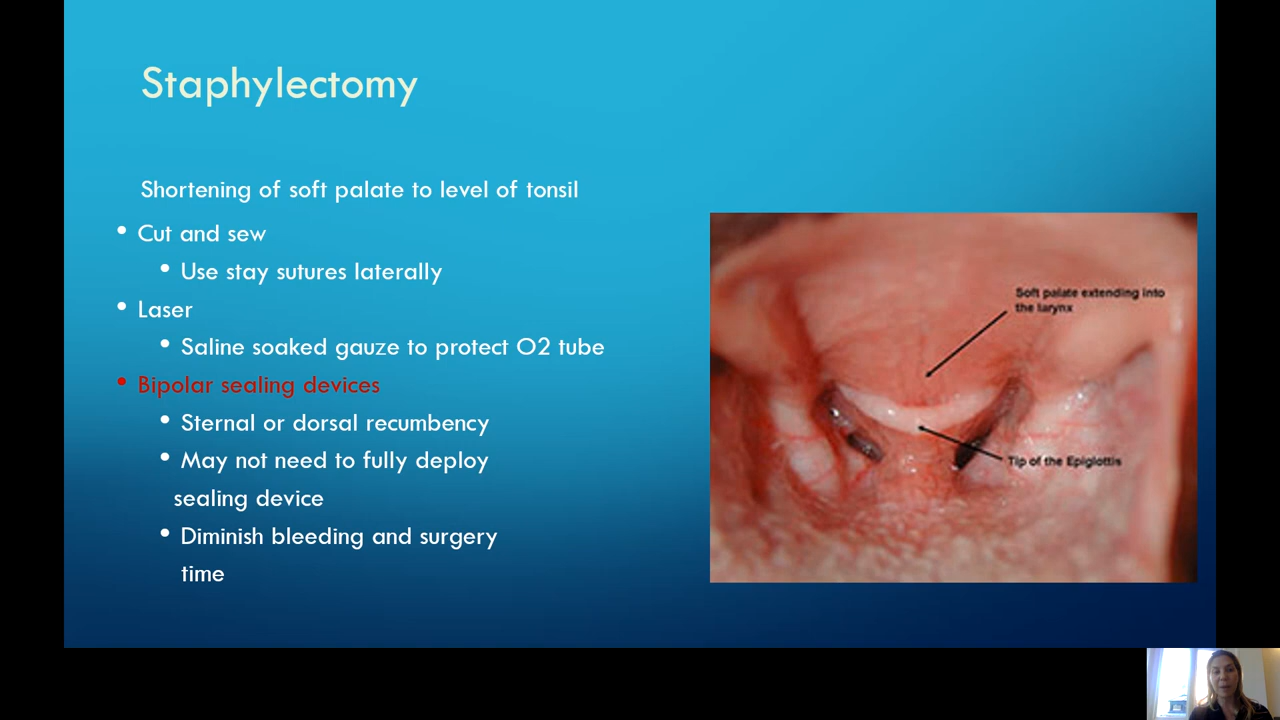 Staphylectomy
Shortening of soft palate to level of tonsil
• Cut and sew
• Use stay sutures laterally
• Laser
• Saline soaked gauze to protect O2 tube
• Bipolar sealing devices
• Sternal or dorsal recumbency
• May not need to fully deploy
sealing device
• Diminish bleeding and surgery
time
Soft palate extending into
the larynx
Tip of the Epiglottis